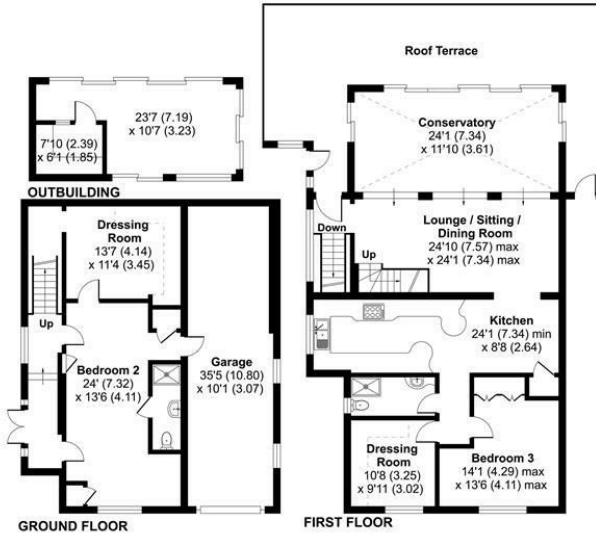 Roof Terrace
23'7 (7.19)
x 10'7 (3.23)
7'10 (2.39)
x 6'1 (1.85)
OUTBUILDING
Conservatory
24'1 (7.34)
x 11'10 (3.61)
Dressing
Room
13'7 (4.14)
x 11'4 (3.45)
Up
Bedroom 2
24' (7.32)
x 13'6 (4.11)
Garage
35'5 (10.80)
x 10'1 (3.07)
GROUND FLOOR
Down
Up
Lounge / Sitting /
Dining Room
24'10 (7.57) max
x 24'1 (7.34) max
Kitchen
24'1 (7.34) min
x 8'8 (2.64)
Dressing
Room
10'8 (3.25)
x 9'11 (3.02)
Bedroom 3
14'1 (4.29) max
x 13'6 (4.11) max
FIRST FLOOR